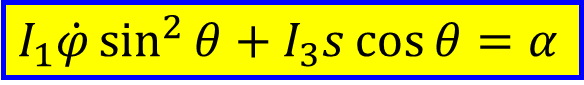 I₁φ̇ sin² θ + I₃s cos θ = α